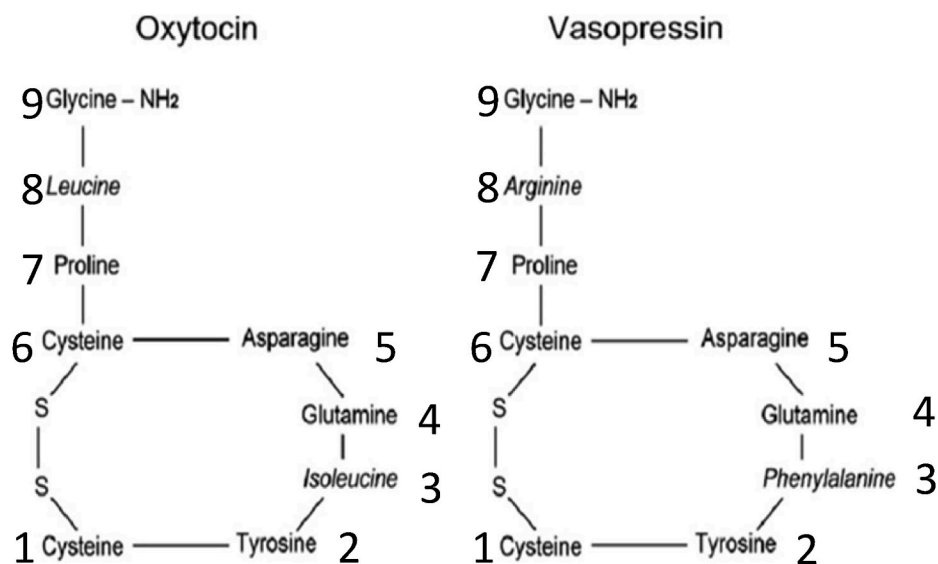 Oxytocin Vasopressin
9 Glycine – NH₂ 9 Glycine – NH₂
8 Leucine 8 Arginine
7 Proline 7 Proline
6 Cysteine Asparagine 5 6 Cysteine Asparagine 5
S S
Glutamine 4 Glutamine 4
S Isoleucine 3 S Phenylalanine 3
1 Cysteine Tyrosine 2 1 Cysteine Tyrosine 2